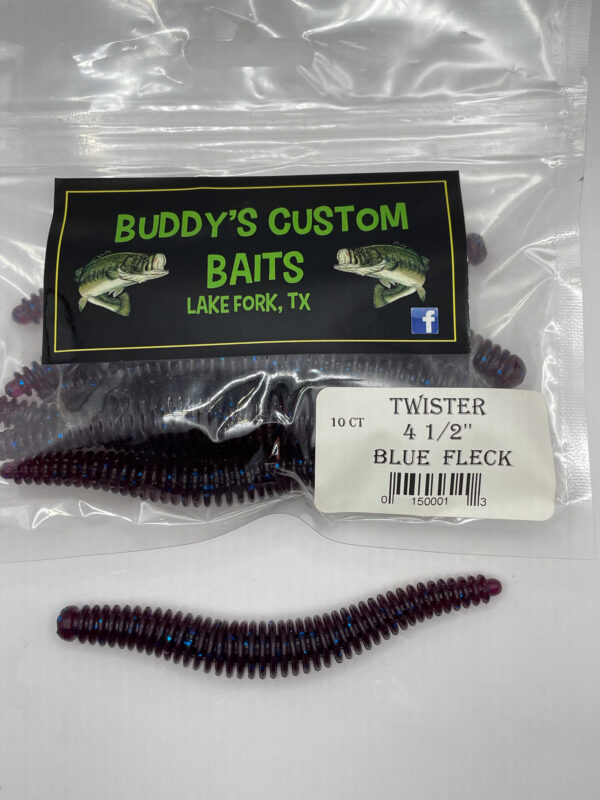 BUDDY'S CUSTOM
BAITS
LAKE FORK, TX
f
10 CT
TWISTER
4 1/2"
BLUE FLECK
0 150001 3